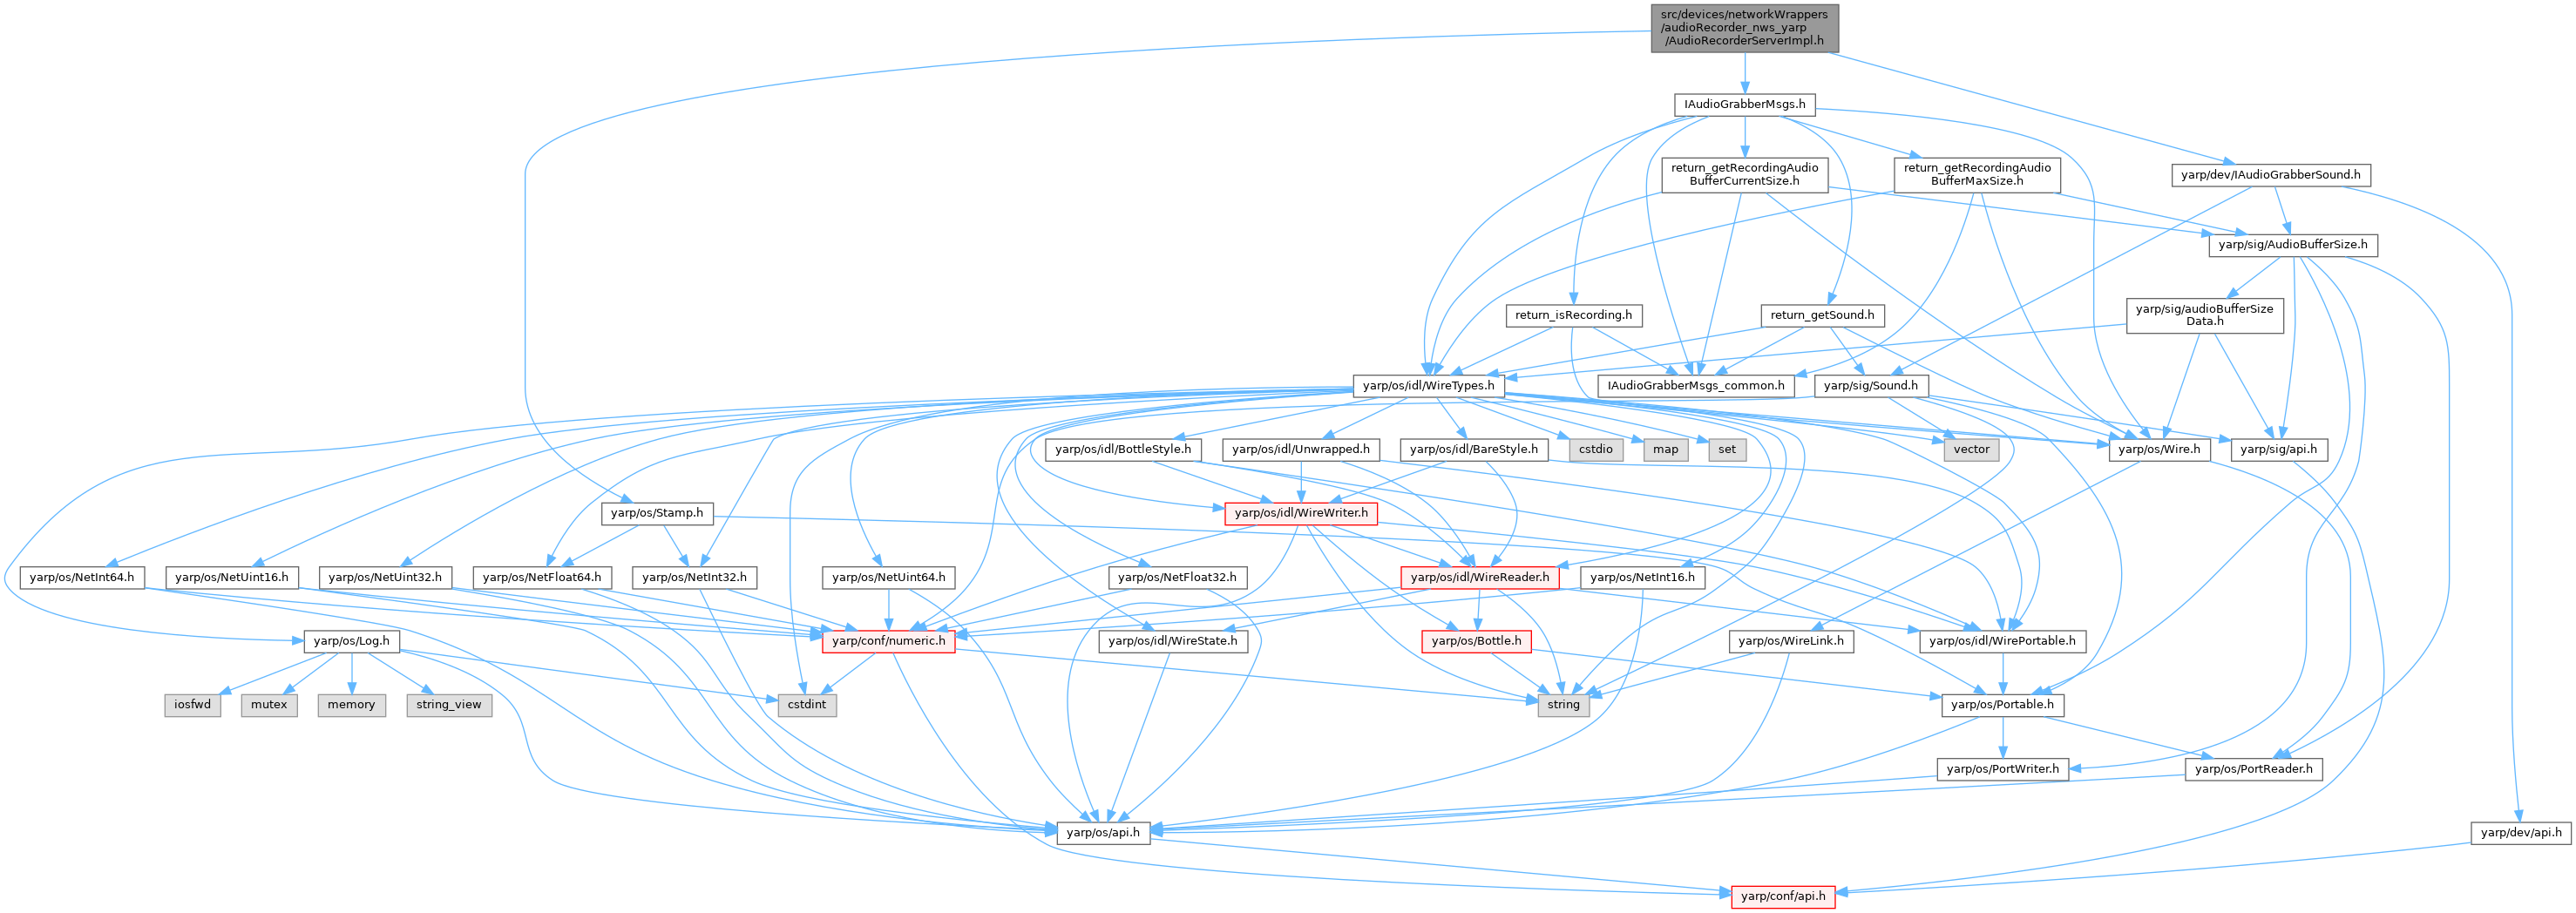 src/devices/networkWrappers
/audioRecorder_nws_yarp
/AudioRecorderServerImpl.h
IAudioGrabberMsgs.h
return_getRecordingAudio
BufferCurrentSize.h
return_getRecordingAudio
BufferMaxSize.h
yarp/dev/IAudioGrabberSound.h
yarp/sig/AudioBufferSize.h
return_isRecording.h
return_getSound.h
yarp/sig/audioBufferSize
Data.h
yarp/os/idl/WireTypes.h
IAudioGrabberMsgs_common.h
yarp/sig/Sound.h
yarp/os/idl/BottleStyle.h
yarp/os/idl/Unwrapped.h
yarp/os/idl/BareStyle.h
cstdio
map
set
vector
yarp/os/Wire.h
yarp/sig/api.h
yarp/os/Stamp.h
yarp/os/idl/WireWriter.h
yarp/os/NetInt64.h
yarp/os/NetUint16.h
yarp/os/NetUint32.h
yarp/os/NetFloat64.h
yarp/os/NetInt32.h
yarp/os/NetUint64.h
yarp/os/NetFloat32.h
yarp/os/idl/WireReader.h
yarp/os/NetInt16.h
yarp/os/Log.h
yarp/conf/numeric.h
yarp/os/idl/WireState.h
yarp/os/Bottle.h
yarp/os/WireLink.h
yarp/os/idl/WirePortable.h
iosfwd
mutex
memory
string_view
cstdint
string
yarp/os/Portable.h
yarp/os/PortWriter.h
yarp/os/PortReader.h
yarp/os/api.h
yarp/dev/api.h
yarp/conf/api.h